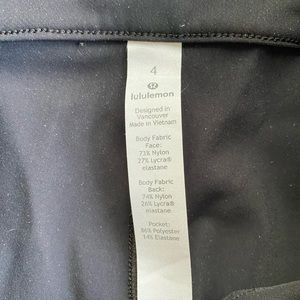 4
lululemon
Designed in
Vancouver
Made in Vietnam
Body Fabric
Face:
73% Nylon
27% Lycra®
elastane
Body Fabric
Back:
74% Nylon
26% Lycra®
elastane
Pocket:
86% Polyester
14% Elastane